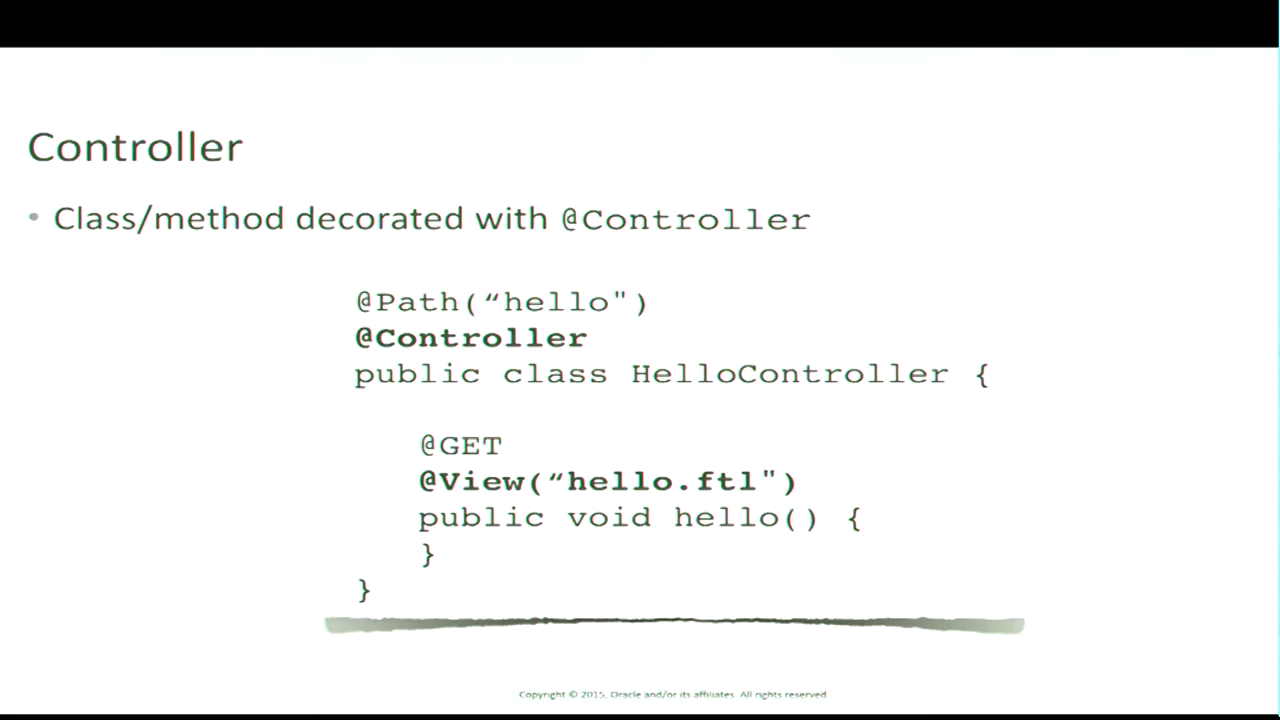 Controller
• Class/method decorated with @Controller
@Path(“hello")
@Controller
public class HelloController {
@GET
@View(“hello.ftl")
public void hello() {
}
}
Copyright © 2015, Oracle and/or its affiliates. All rights reserved